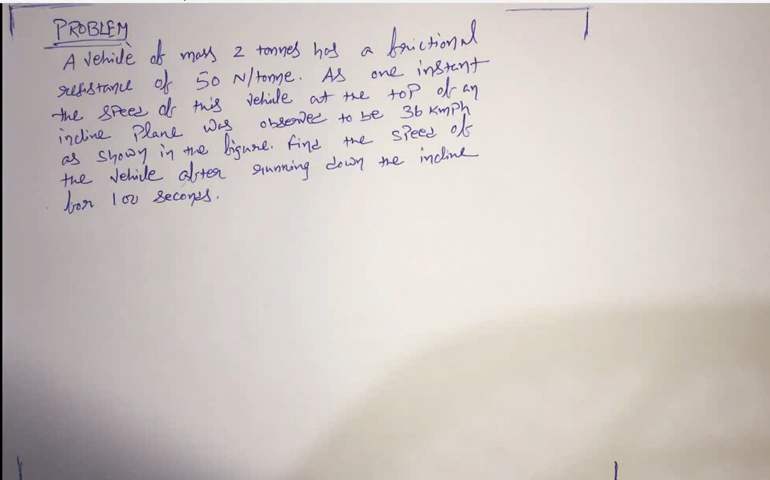 PROBLEM
A vehicle of mass 2 tonnes has a frictional
resistance of 50 N/tonne. As one instant
the speed of this vehicle at the top of an
incline plane was observed to be 36 kmph
as shown in the figure. Find the speed of
the vehicle after running down the incline
for 100 seconds.